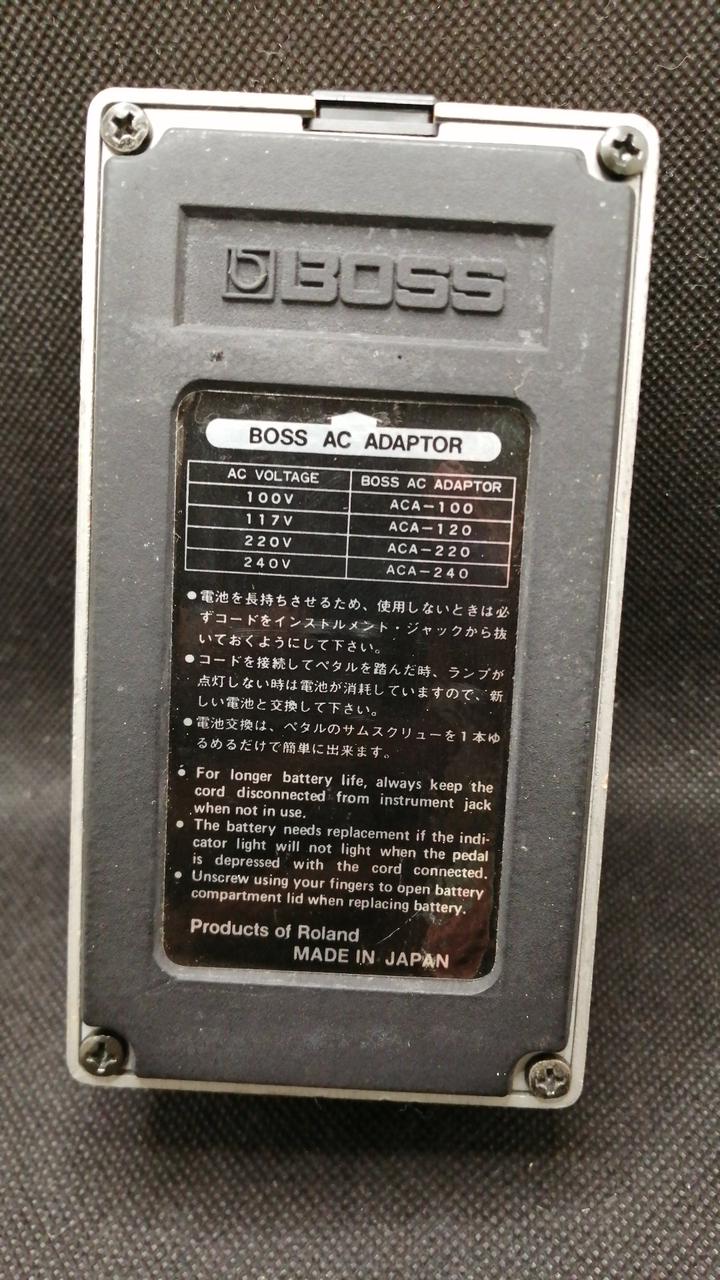 BOSS
BOSS AC ADAPTOR
AC VOLTAGE BOSS AC ADAPTOR
100V ACA-100
117V ACA-120
220V ACA-220
240V ACA-240
●電池を長持ちさせるため、使用しないときは必
ずコードをインストルメント・ジャックから抜
いておくようにして下さい。
●コードを接続してペタルを踏んだ時、ランプが
点灯しない時は電池が消耗していますので、新
しい電池と交換して下さい。
●電池交換は、ペタルのサムスクリューを1本ゆ
るめるだけで簡単に出来ます。
● For longer battery life, always keep the
cord disconnected from instrument jack
when not in use.
● The battery needs replacement if the indi-
cator light will not light when the pedal
is depressed with the cord connected.
● Unscrew using your fingers to open battery
compartment lid when replacing battery.
Products of Roland
MADE IN JAPAN